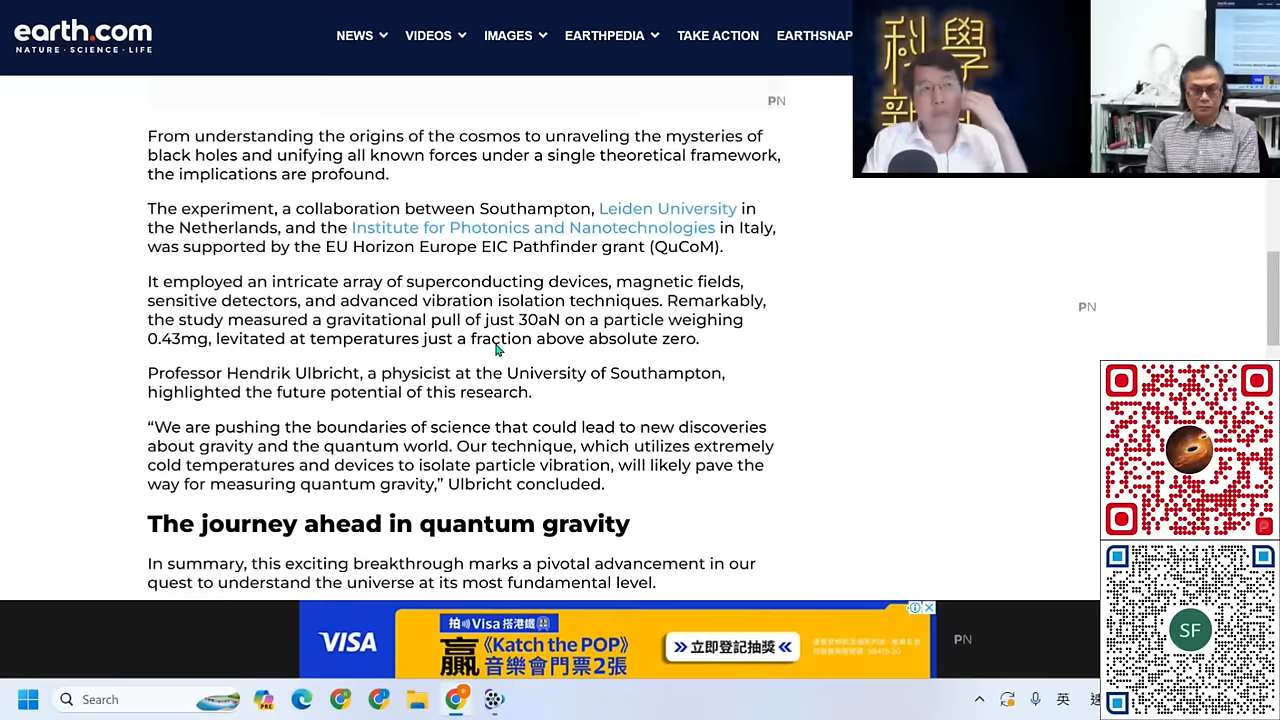 earth.com
NATURE · SCIENCE · LIFE
NEWS
VIDEOS
IMAGES
EARTHPEDIA
TAKE ACTION
EARTHSNAP
科學
新
PN
From understanding the origins of the cosmos to unraveling the mysteries of
black holes and unifying all known forces under a single theoretical framework,
the implications are profound.
The experiment, a collaboration between Southampton, Leiden University in
the Netherlands, and the Institute for Photonics and Nanotechnologies in Italy,
was supported by the EU Horizon Europe EIC Pathfinder grant (QuCoM).
It employed an intricate array of superconducting devices, magnetic fields,
sensitive detectors, and advanced vibration isolation techniques. Remarkably,
the study measured a gravitational pull of just 30aN on a particle weighing
0.43mg, levitated at temperatures just a fraction above absolute zero.
PN
Professor Hendrik Ulbricht, a physicist at the University of Southampton,
highlighted the future potential of this research.
“We are pushing the boundaries of science that could lead to new discoveries
about gravity and the quantum world. Our technique, which utilizes extremely
cold temperatures and devices to isolate particle vibration, will likely pave the
way for measuring quantum gravity,” Ulbricht concluded.
The journey ahead in quantum gravity
In summary, this exciting breakthrough marks a pivotal advancement in our
quest to understand the universe at its most fundamental level.
VISA
拍 Visa 搭港鐵
贏《Katch the POP》
音樂會門票2張
立即登記抽獎
PN
SF
Search
英